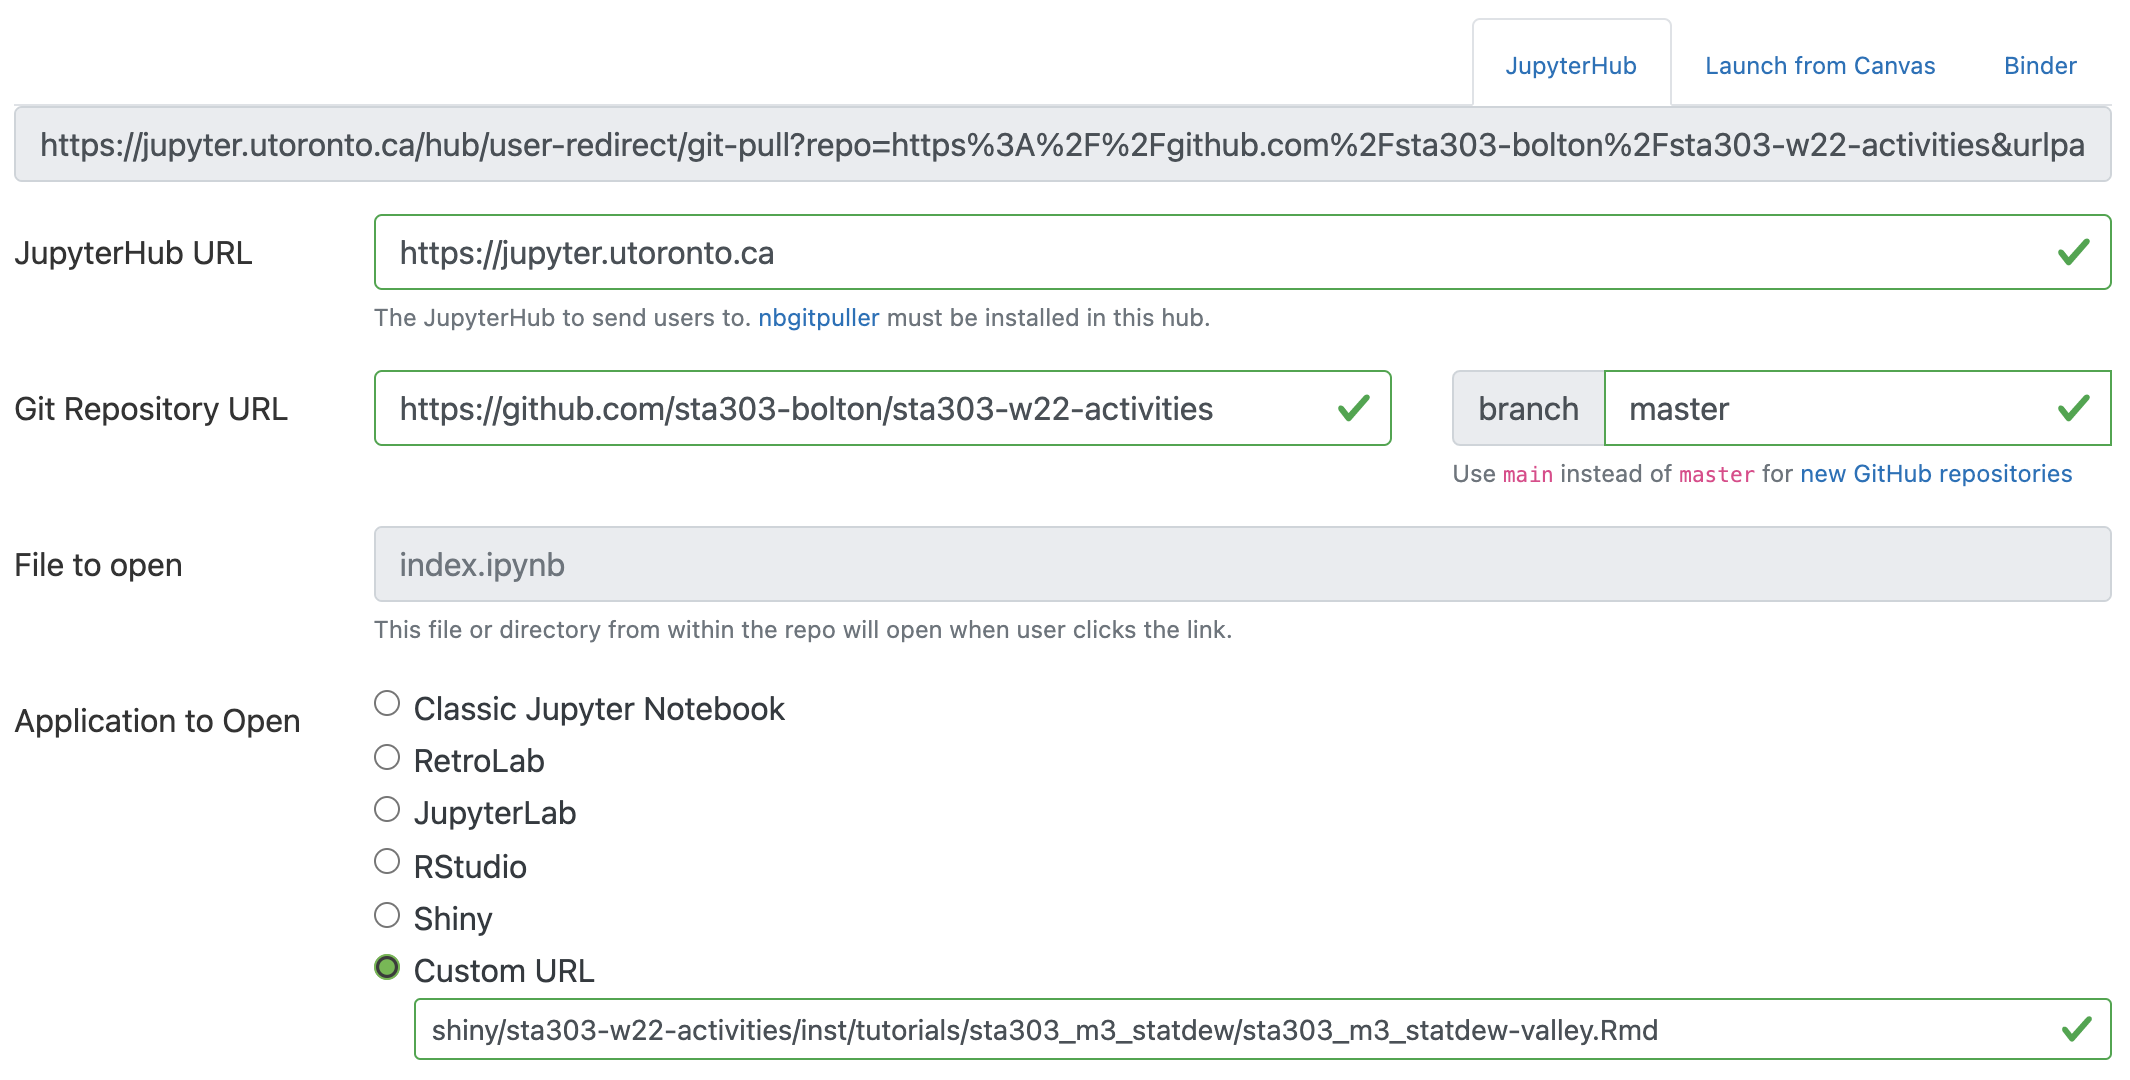 JupyterHub Launch from Canvas Binder
https://jupyter.utoronto.ca/hub/user-redirect/git-pull?repo=https%3A%2F%2Fgithub.com%2Fsta303-bolton%2Fsta303-w22-activities&urlpa
JupyterHub URL https://jupyter.utoronto.ca
The JupyterHub to send users to. nbgitpuller must be installed in this hub.
Git Repository URL https://github.com/sta303-bolton/sta303-w22-activities branch master
Use main instead of master for new GitHub repositories
File to open index.ipynb
This file or directory from within the repo will open when user clicks the link.
Application to Open Classic Jupyter Notebook
RetroLab
JupyterLab
RStudio
Shiny
Custom URL
shiny/sta303-w22-activities/inst/tutorials/sta303_m3_statdew/sta303_m3_statdew-valley.Rmd